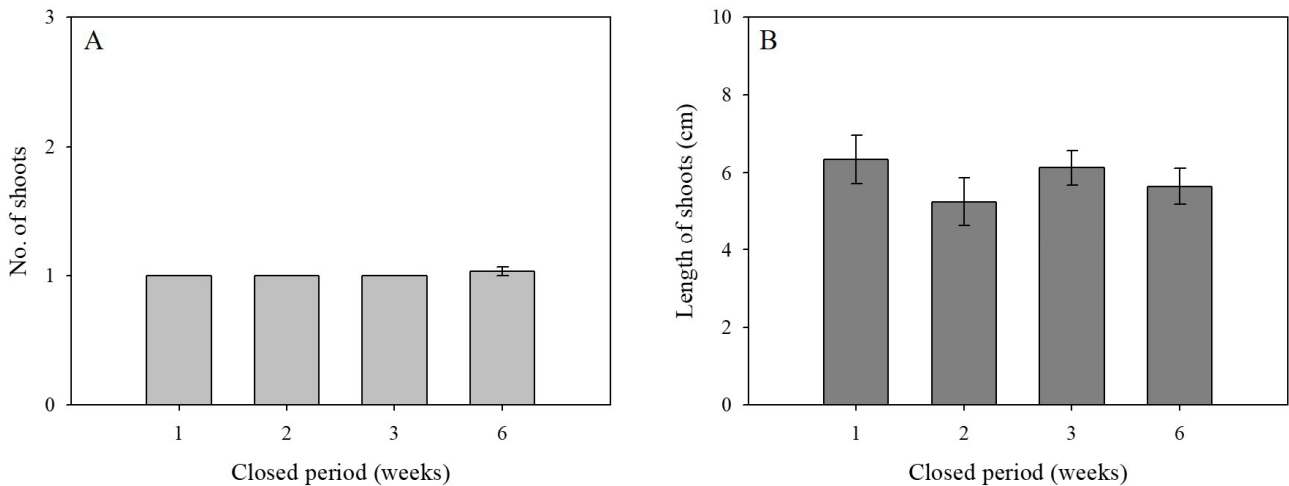 A
3
2
1
0
No. of shoots
1 2 3 6
Closed period (weeks)
B
10
8
6
4
2
0
Length of shoots (cm)
1 2 3 6
Closed period (weeks)